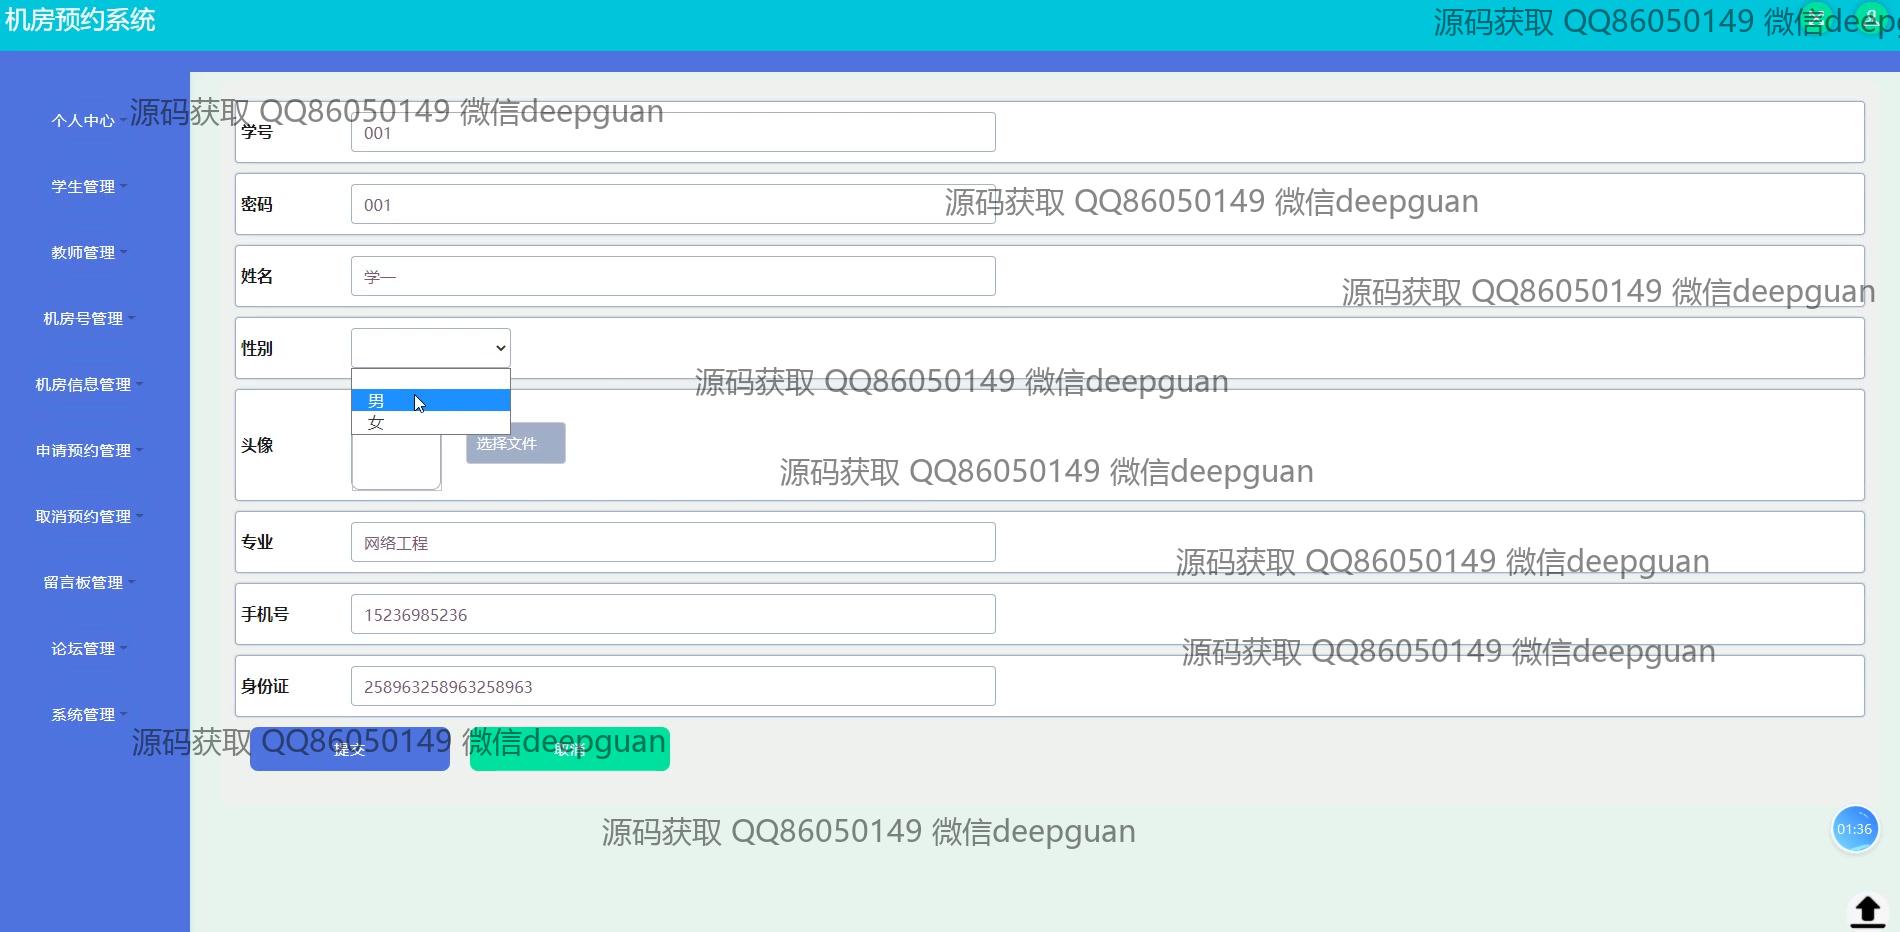 机房预约系统
源码获取 QQ86050149 微信deepg
个人中心
源码获取 QQ86050149 微信deepguan
学号
001
学生管理
密码
001
源码获取 QQ86050149 微信deepguan
教师管理
姓名
学一
源码获取 QQ86050149 微信deepguan
机房号管理
性别
机房信息管理
源码获取 QQ86050149 微信deepguan
男
女
申请预约管理
头像
选择文件
源码获取 QQ86050149 微信deepguan
取消预约管理
专业
网络工程
源码获取 QQ86050149 微信deepguan
留言板管理
手机号
15236985236
论坛管理
源码获取 QQ86050149 微信deepguan
身份证
258963258963258963
系统管理
源码获取 QQ86050149 微信deepguan
提交
取消
源码获取 QQ86050149 微信deepguan
01:36